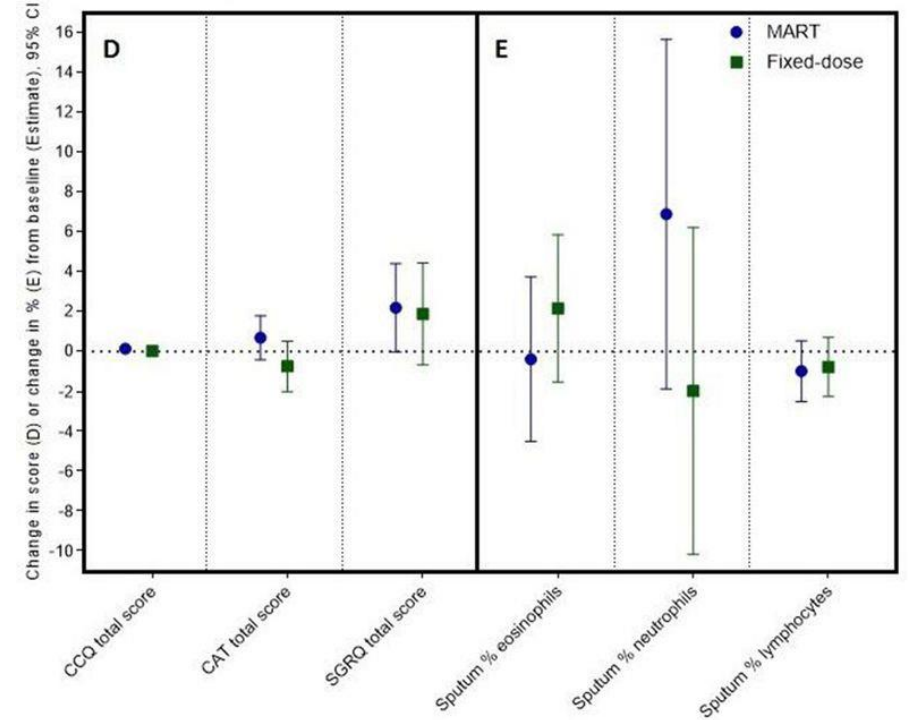 Change in score (D) or change in % (E) from baseline (Estimate), 95% CI
16
14
12
10
8
6
4
2
0
-2
-4
-6
-8
-10
D
E
MART
Fixed-dose
CCQ total score
CAT total score
SGRQ total score
Sputum % eosinophils
Sputum % neutrophils
Sputum % lymphocytes